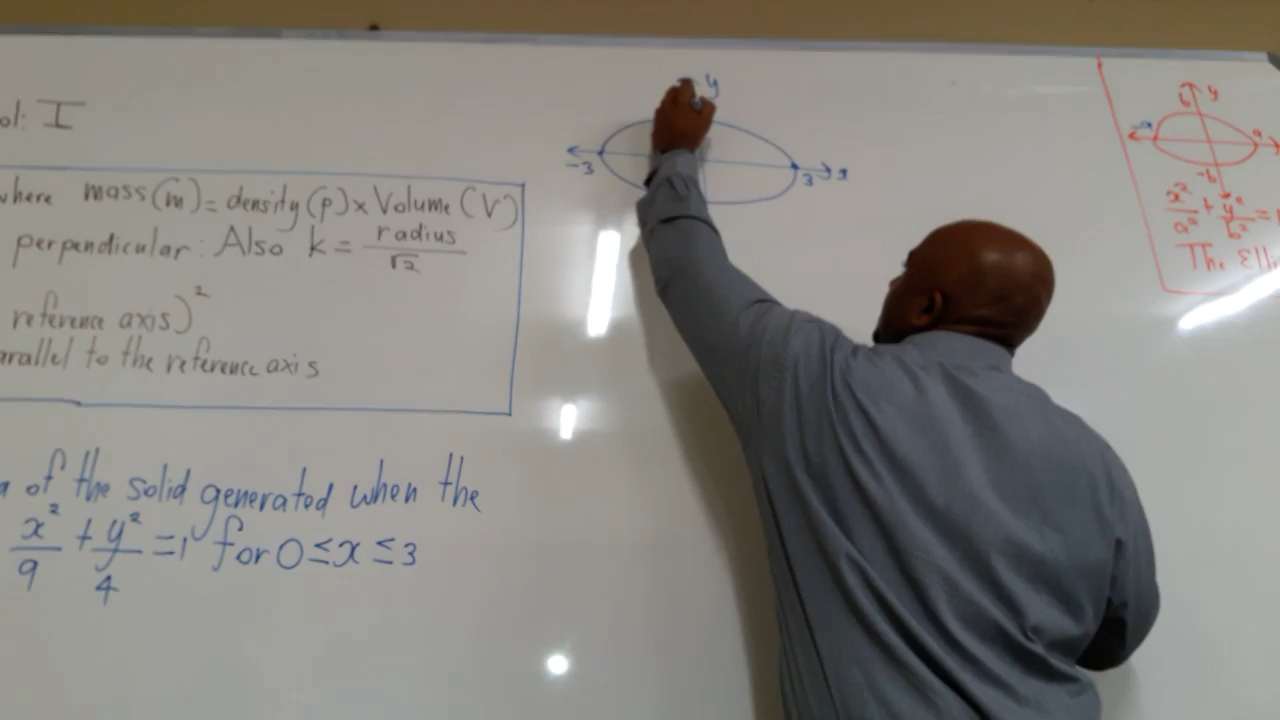 ol: I
where mass(m) = density(ρ) x Volume (V)
perpendicular: Also k = radius
√2
reference axis)²
arallel to the reference axis
a of the solid generated when the
x²/9 + y²/4 = 1 for 0 ≤ x ≤ 3
y
-3
3
x
b y
-a
a
-b
x²/a² + y²/b² =
The Elli